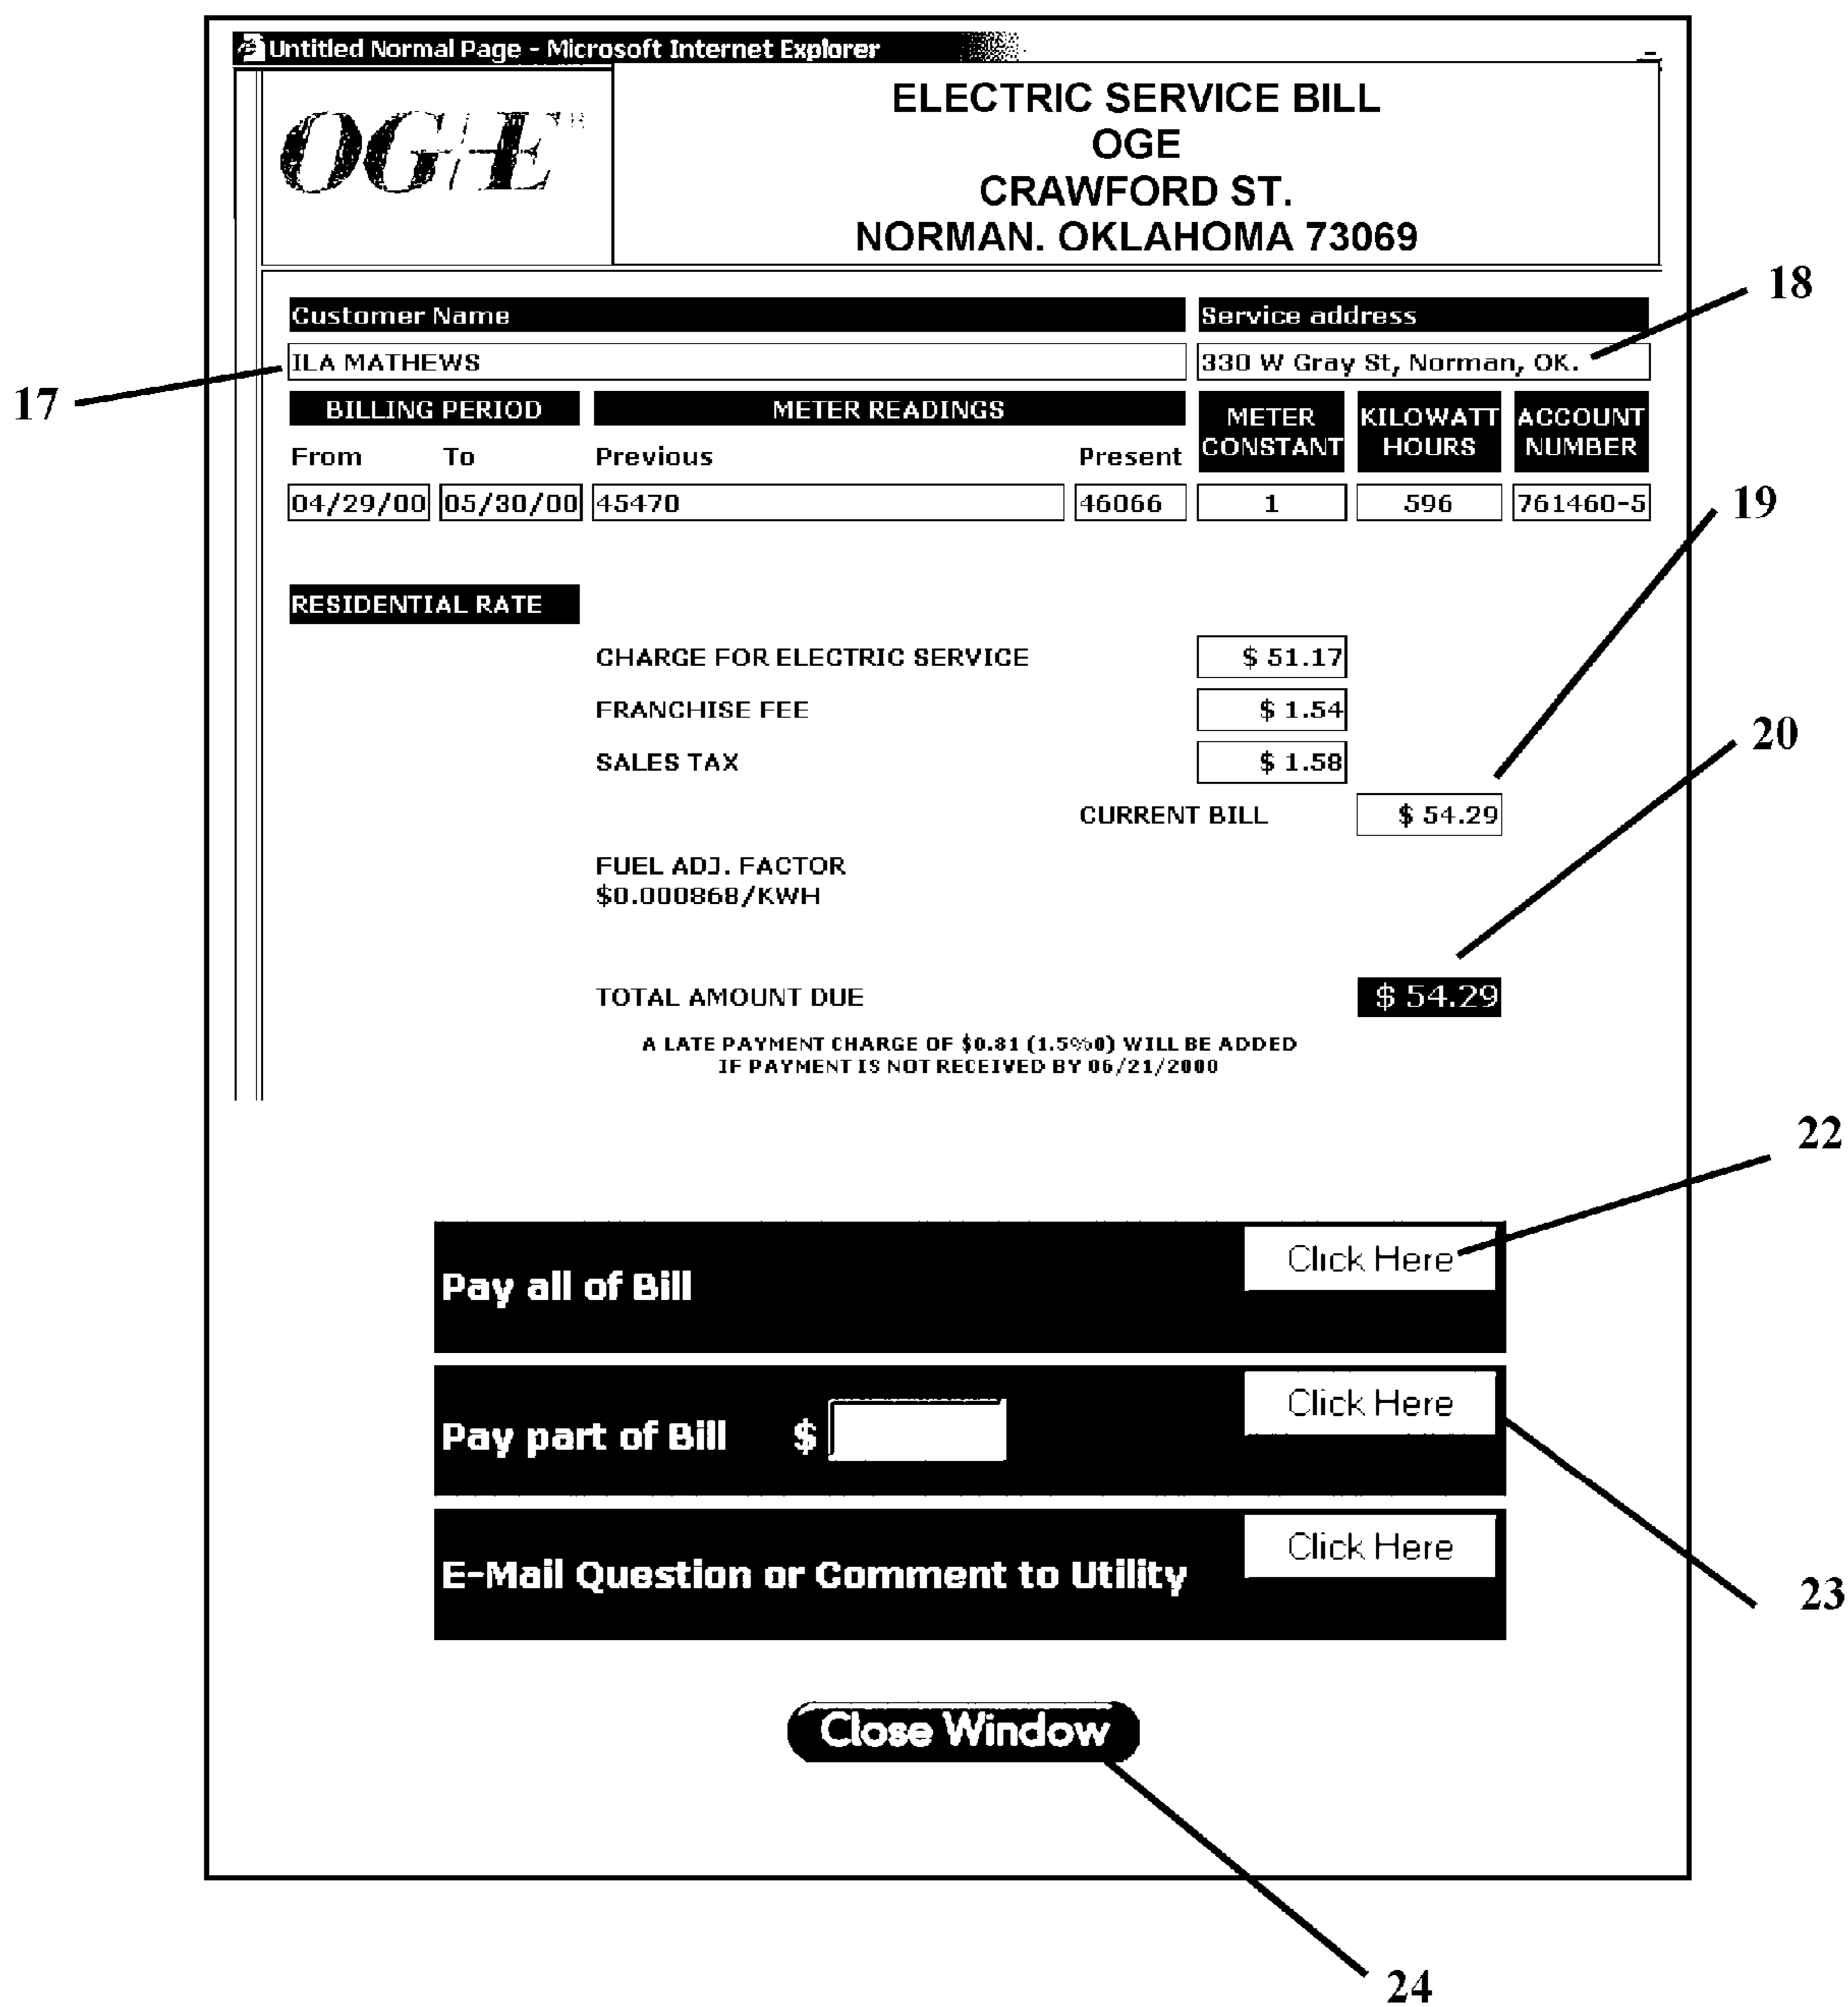 Untitled Normal Page - Microsoft Internet Explorer
OG+E®
ELECTRIC SERVICE BILL
OGE
CRAWFORD ST.
NORMAN. OKLAHOMA 73069
18
Customer Name Service address
ILA MATHEWS 330 W Gray St, Norman, OK.
17
BILLING PERIOD METER READINGS METER CONSTANT KILOWATT HOURS ACCOUNT NUMBER
From To Previous Present
04/29/00 05/30/00 45470 46066 1 596 761460-5
19
RESIDENTIAL RATE
CHARGE FOR ELECTRIC SERVICE $ 51.17
FRANCHISE FEE $ 1.54
20
SALES TAX $ 1.58
CURRENT BILL $ 54.29
FUEL ADJ. FACTOR
$0.000868/KWH
TOTAL AMOUNT DUE $ 54.29
A LATE PAYMENT CHARGE OF $0.81 (1.5%0) WILL BE ADDED
IF PAYMENT IS NOT RECEIVED BY 06/21/2000
22
Pay all of Bill Click Here
Pay part of Bill $ Click Here
E-Mail Question or Comment to Utility Click Here
23
Close Window
24